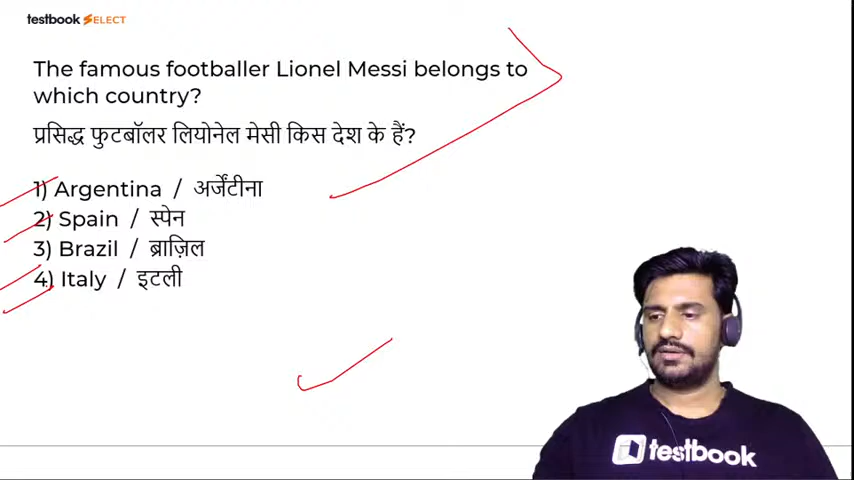 testbook SELECT
The famous footballer Lionel Messi belongs to
which country?
प्रसिद्ध फुटबॉलर लियोनेल मेसी किस देश के हैं?
1) Argentina / अर्जेंटीना
2) Spain / स्पेन
3) Brazil / ब्राज़िल
4) Italy / इटली
testbook